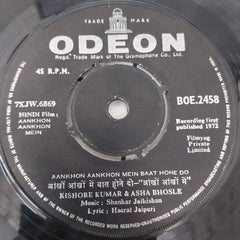 TRADE MARK
ODEON
Regd. Trade Mark of the Gramophone Co., Ltd.
45 R.P.M.
7XJW.6869
BOE.2458
HINDI Film:
AANKHON
AANKHON
MEIN
Recording first
published 1972
Filmyug
Private Limited
AANKHON AANKHON MEIN BAAT HONE DO
आंखों आंखों में बात होने दो-"आंखों आंखों में"
KISHORE KUMAR & ASHA BHOSLE
Music : Shankar Jaikishan
Lyric : Hasrat Jaipuri